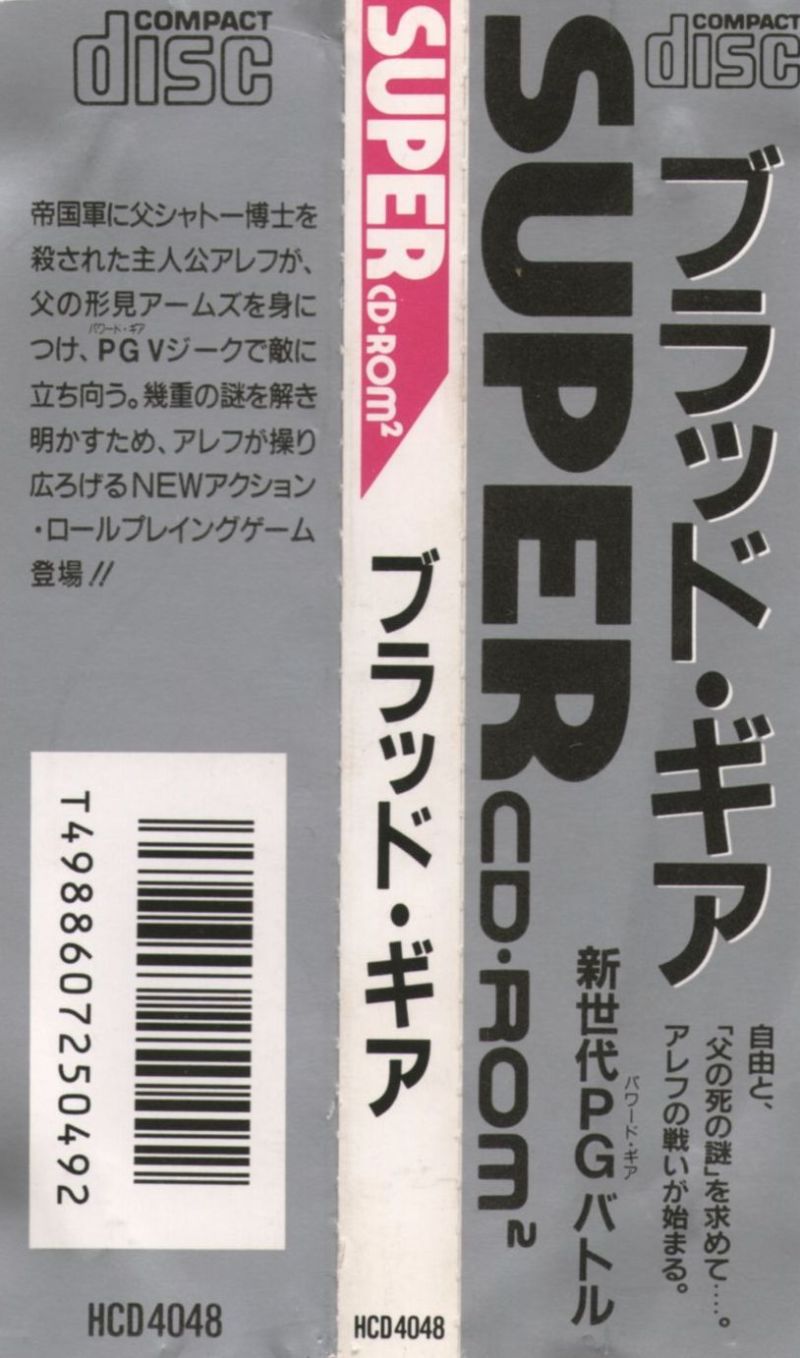 COMPACT
disc
帝国軍に父シャトー博士を
殺された主人公アレフが、
父の形見アームズを身に
パワード・ギア
つけ、PG Vジークで敵に
立ち向う。幾重の謎を解き
明かすため、アレフが操り
広ろげるNEWアクション
・ロールプレイングゲーム
登場!!
T4988607250492
HCD4048
SUPER CD・ROM²
ブラッド・ギア
HCD4048
COMPACT
disc
ブラッド・ギア
自由と、
「父の死の謎」を求めて……。
アレフの戦いが始まる。
パワード・ギア
新世代PGバトル
SUPER CD・ROM²